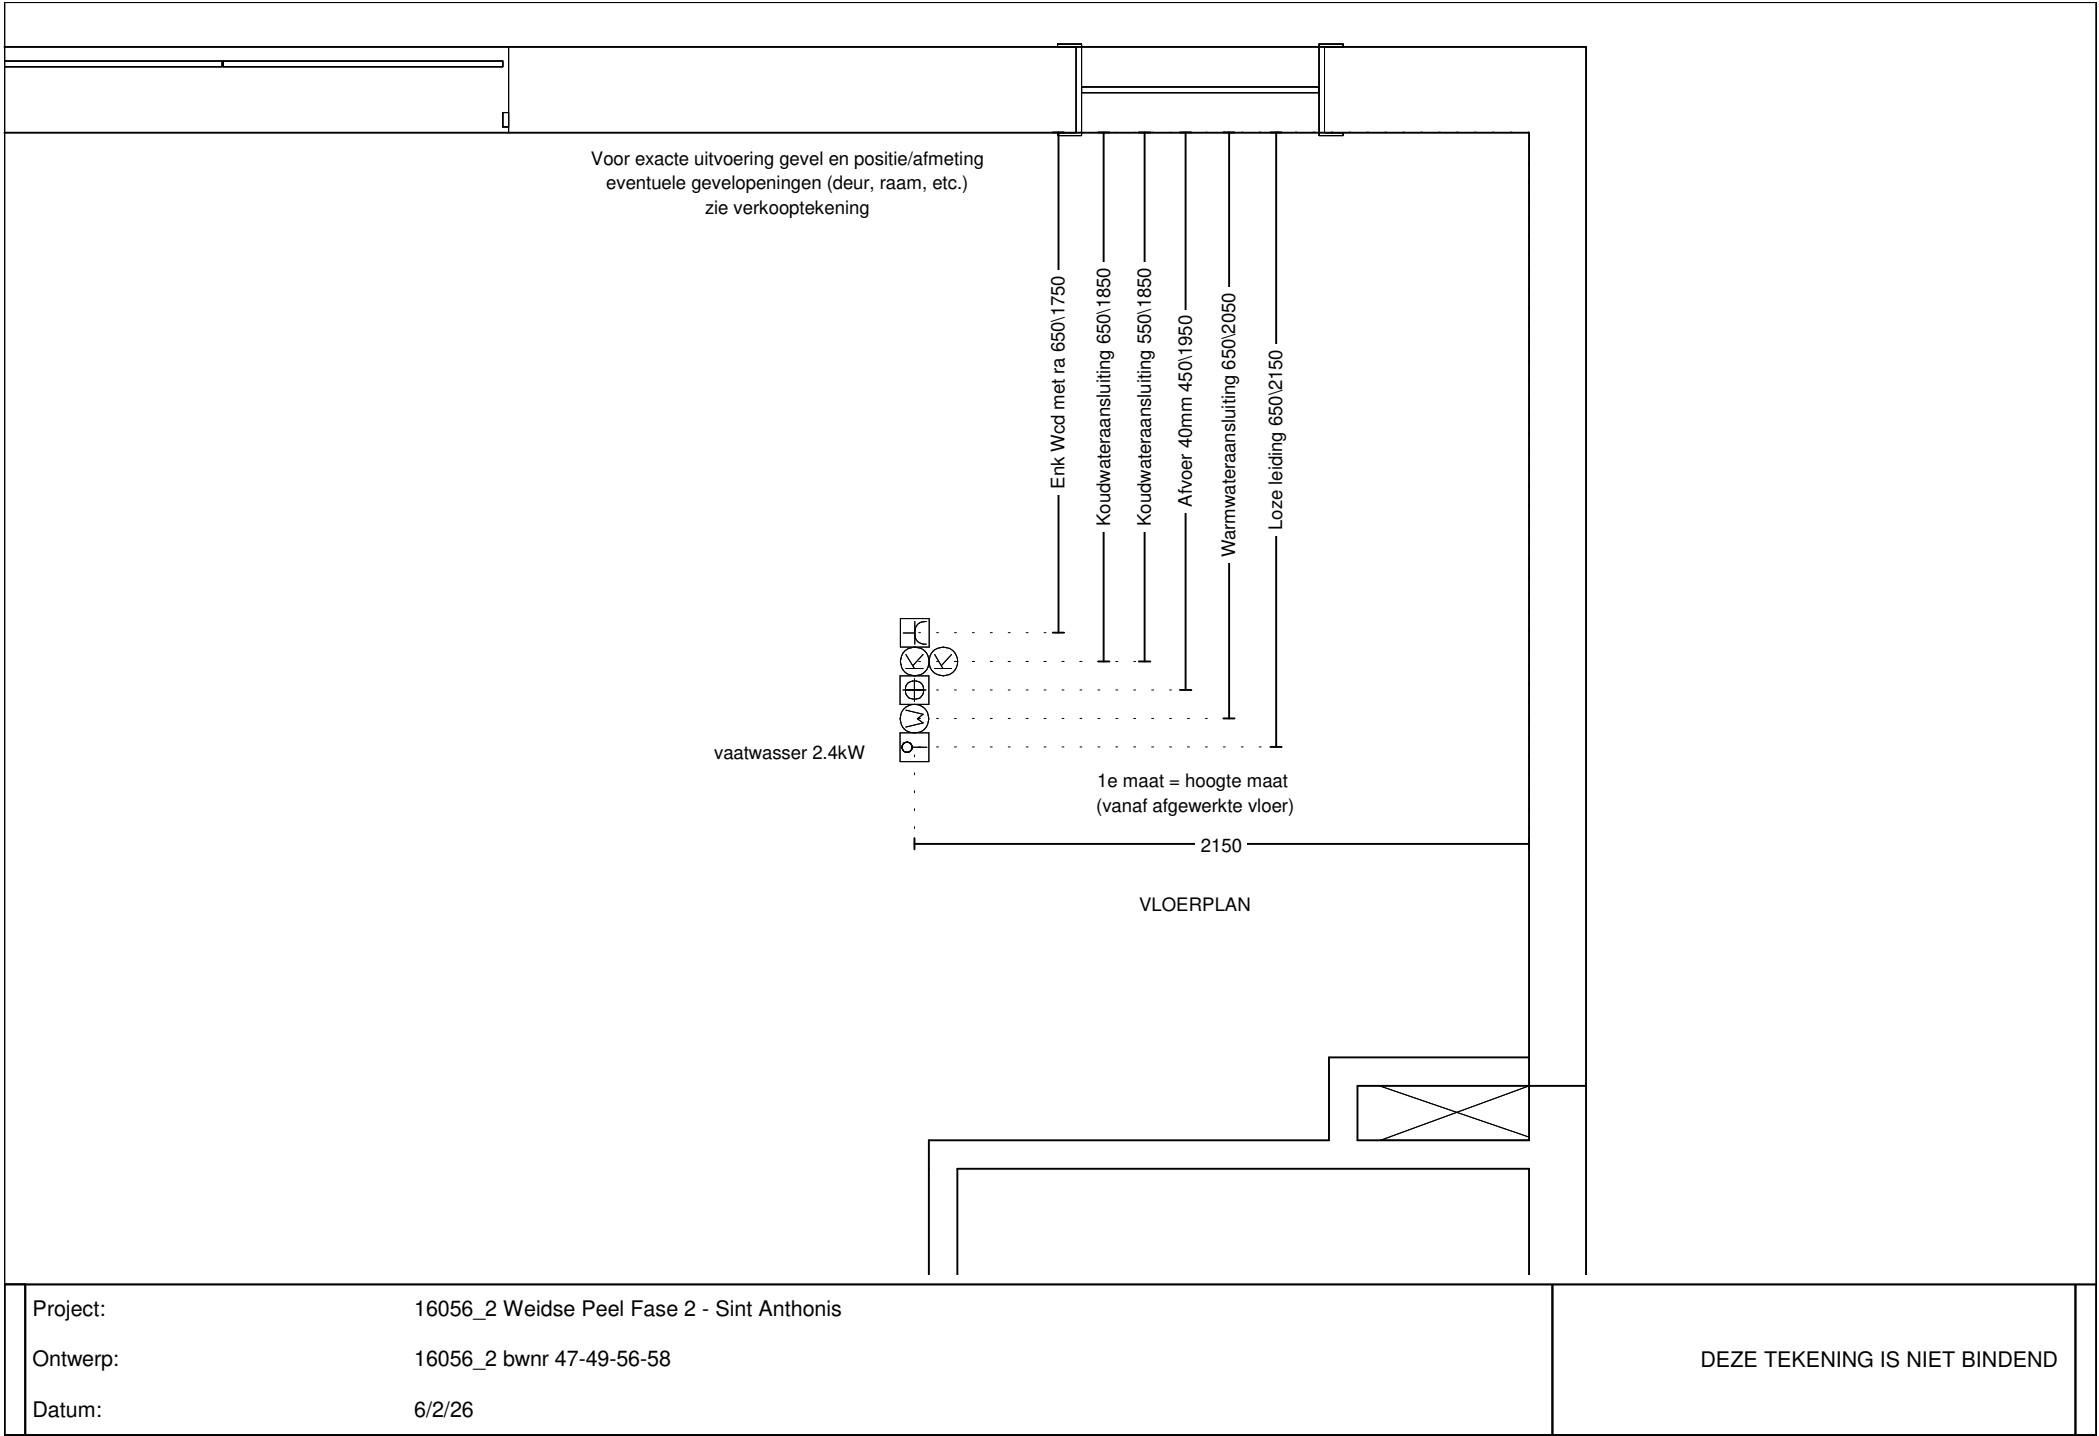 Voor exacte uitvoering gevel en positie/afmeting
eventuele gevelopeningen (deur, raam, etc.)
zie verkooptekening
Enk Wcd met ra 650\1750
Koudwateraansluiting 650\1850
Koudwateraansluiting 550\1850
Afvoer 40mm 450\1950
Warmwateraansluiting 650\2050
Loze leiding 650\2150
K K
W
vaatwasser 2.4kW
1e maat = hoogte maat
(vanaf afgewerkte vloer)
2150
VLOERPLAN
Project: 16056_2 Weidse Peel Fase 2 - Sint Anthonis
Ontwerp: 16056_2 bwnr 47-49-56-58
Datum: 6/2/26
DEZE TEKENING IS NIET BINDEND